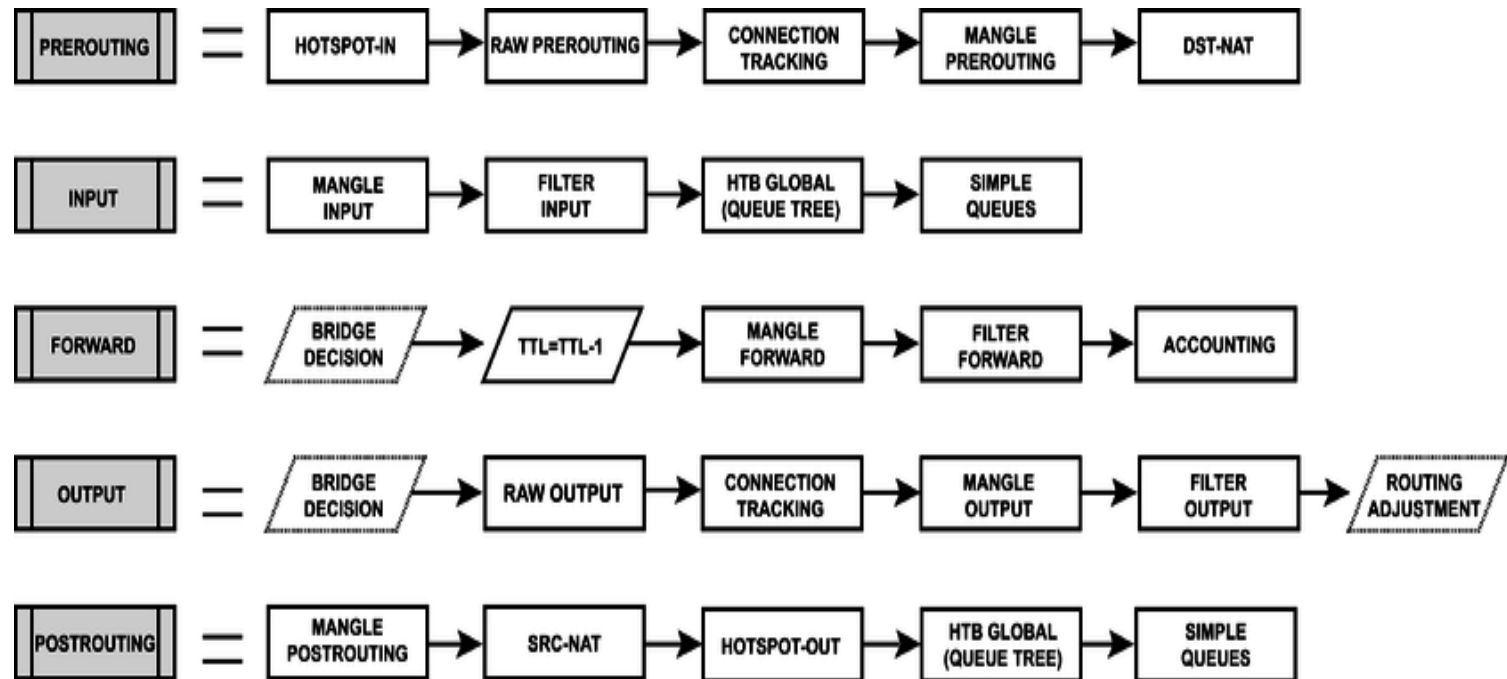 PREROUTING
HOTSPOT-IN
RAW PREROUTING
CONNECTION
TRACKING
MANGLE
PREROUTING
DST-NAT
INPUT
MANGLE
INPUT
FILTER
INPUT
HTB GLOBAL
(QUEUE TREE)
SIMPLE
QUEUES
FORWARD
BRIDGE
DECISION
TTL=TTL-1
MANGLE
FORWARD
FILTER
FORWARD
ACCOUNTING
OUTPUT
BRIDGE
DECISION
RAW OUTPUT
CONNECTION
TRACKING
MANGLE
OUTPUT
FILTER
OUTPUT
ROUTING
ADJUSTMENT
POSTROUTING
MANGLE
POSTROUTING
SRC-NAT
HOTSPOT-OUT
HTB GLOBAL
(QUEUE TREE)
SIMPLE
QUEUES